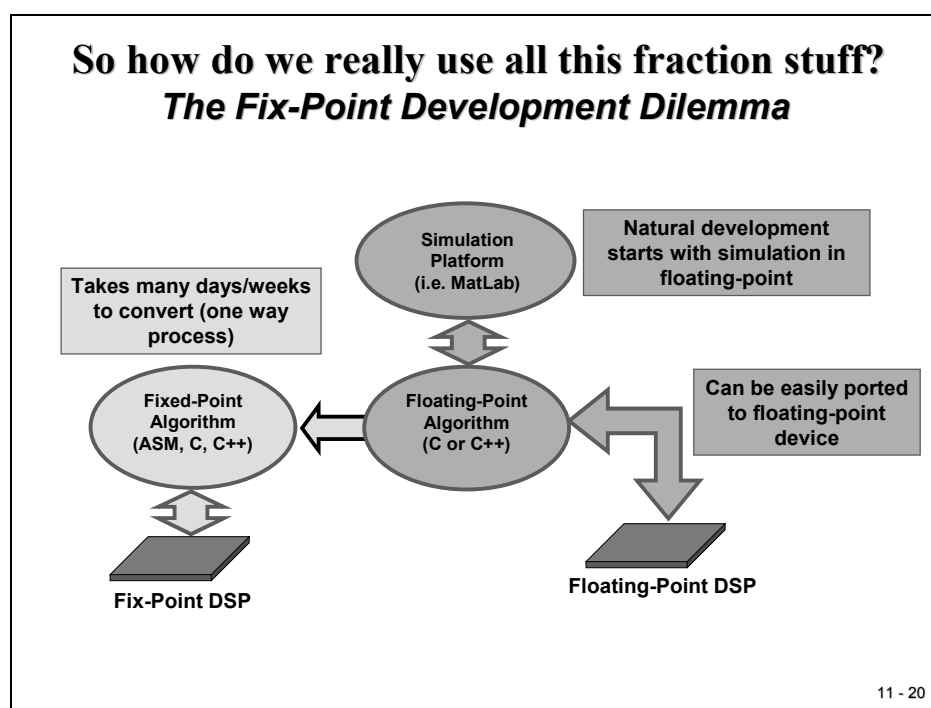 So how do we really use all this fraction stuff?
The Fix-Point Development Dilemma
Simulation
Platform
(i.e. MatLab)
Natural development
starts with simulation in
floating-point
Takes many days/weeks
to convert (one way
process)
Fixed-Point
Algorithm
(ASM, C, C++)
Floating-Point
Algorithm
(C or C++)
Can be easily ported
to floating-point
device
Fix-Point DSP
Floating-Point DSP
11 - 20